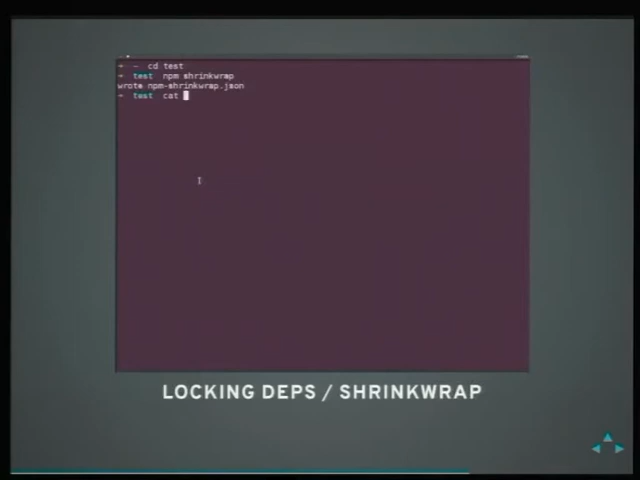 → ~ cd test
→ test npm shrinkwrap
wrote npm-shrinkwrap.json
→ test cat
LOCKING DEPS / SHRINKWRAP